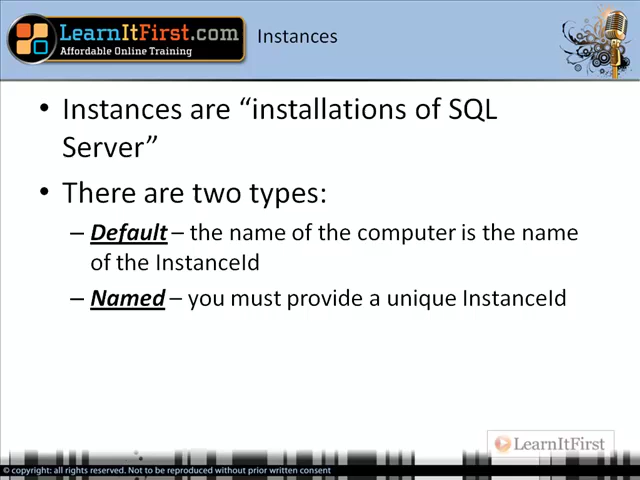 LearnItFirst.com
Affordable Online Training
Instances
• Instances are “installations of SQL
Server”
• There are two types:
– Default – the name of the computer is the name
of the InstanceId
– Named – you must provide a unique InstanceId
LearnItFirst
© copyright: all rights reserved. Not to be reproduced without prior written consent